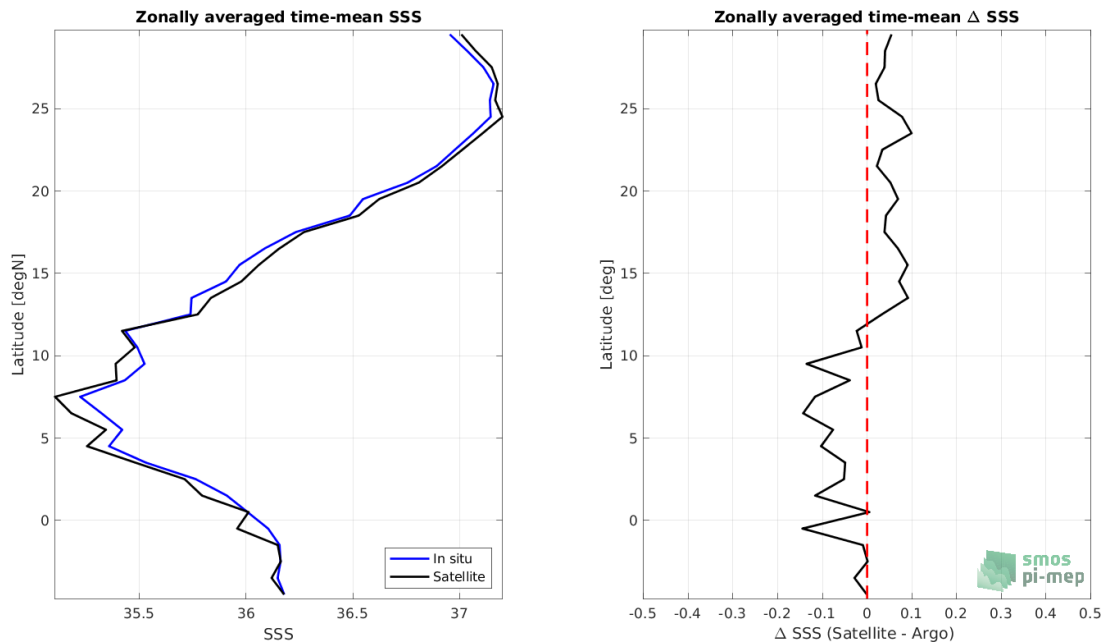 Zonally averaged time-mean SSS
Latitude [degN]
25
20
15
10
5
0
35.5
36
36.5
37
SSS
In situ
Satellite
Zonally averaged time-mean Δ SSS
Latitude [deg]
25
20
15
10
5
0
-0.5
-0.4
-0.3
-0.2
-0.1
0
0.1
0.2
0.3
0.4
0.5
Δ SSS (Satellite - Argo)
smos
pi-mep